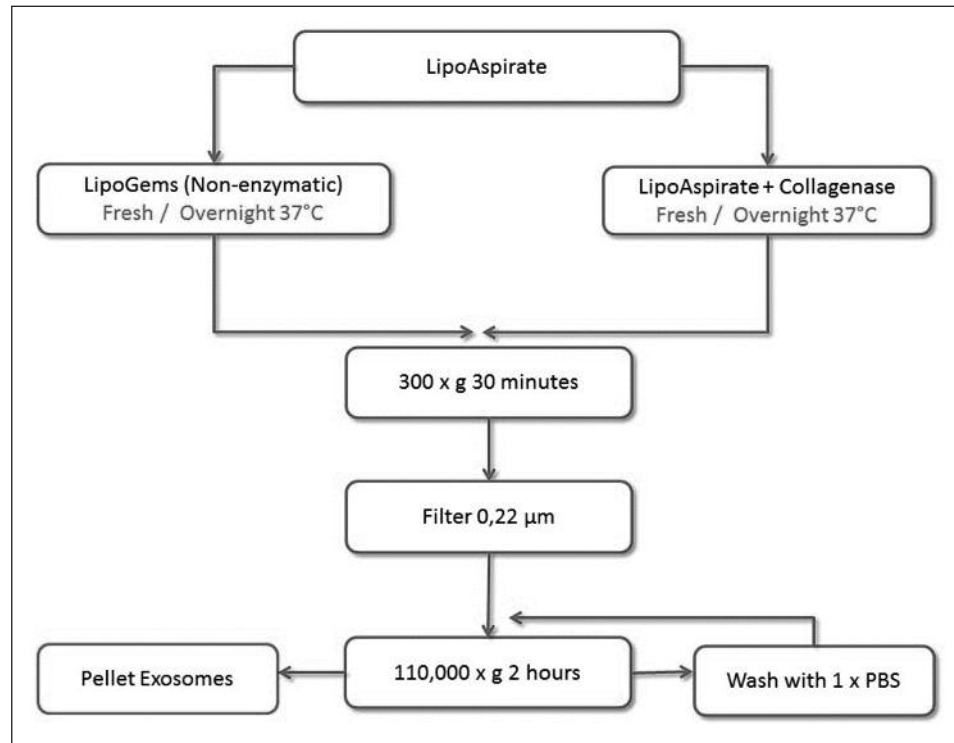 LipoAspirate
LipoGems (Non-enzymatic)
Fresh / Overnight 37°C
LipoAspirate + Collagenase
Fresh / Overnight 37°C
300 x g 30 minutes
Filter 0,22 µm
Pellet Exosomes
110,000 x g 2 hours
Wash with 1 x PBS